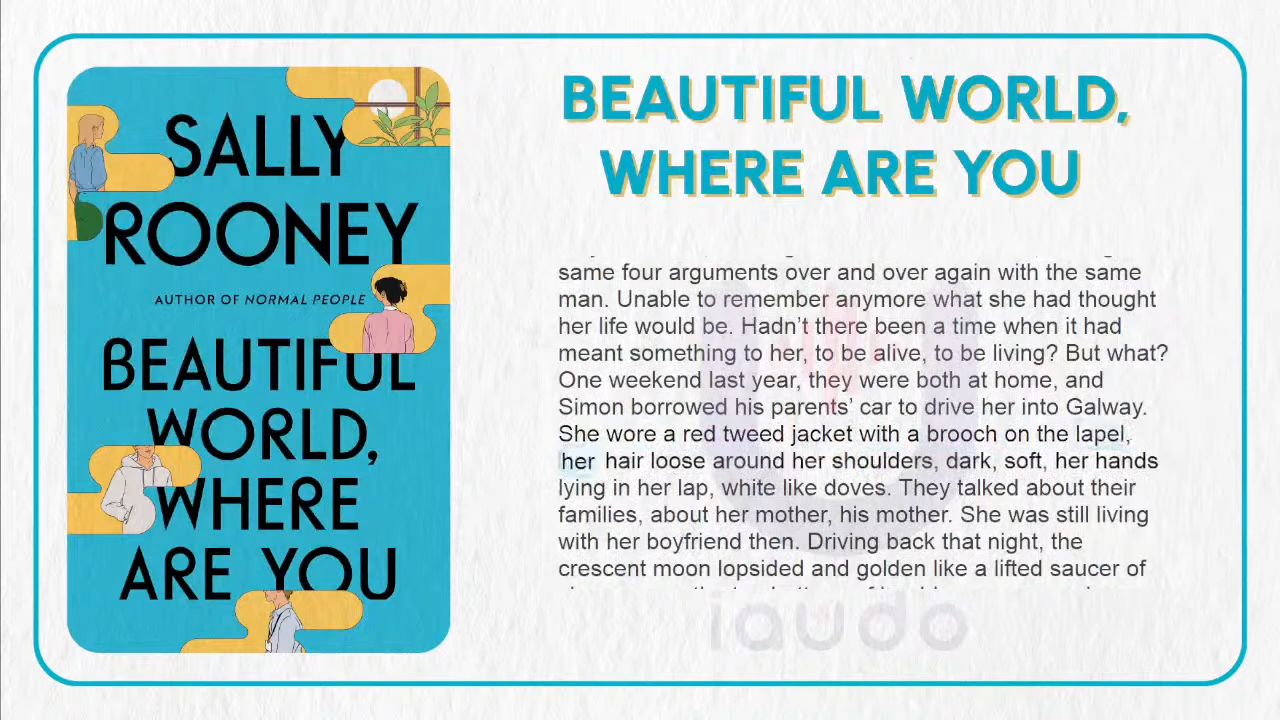 SALLY
ROONEY
AUTHOR OF NORMAL PEOPLE
BEAUTIFUL
WORLD,
WHERE
ARE YOU
BEAUTIFUL WORLD,
WHERE ARE YOU
same four arguments over and over again with the same
man. Unable to remember anymore what she had thought
her life would be. Hadn’t there been a time when it had
meant something to her, to be alive, to be living? But what?
One weekend last year, they were both at home, and
Simon borrowed his parents’ car to drive her into Galway.
She wore a red tweed jacket with a brooch on the lapel,
her hair loose around her shoulders, dark, soft, her hands
lying in her lap, white like doves. They talked about their
families, about her mother, his mother. She was still living
with her boyfriend then. Driving back that night, the
crescent moon lopsided and golden like a lifted saucer of
iaudo